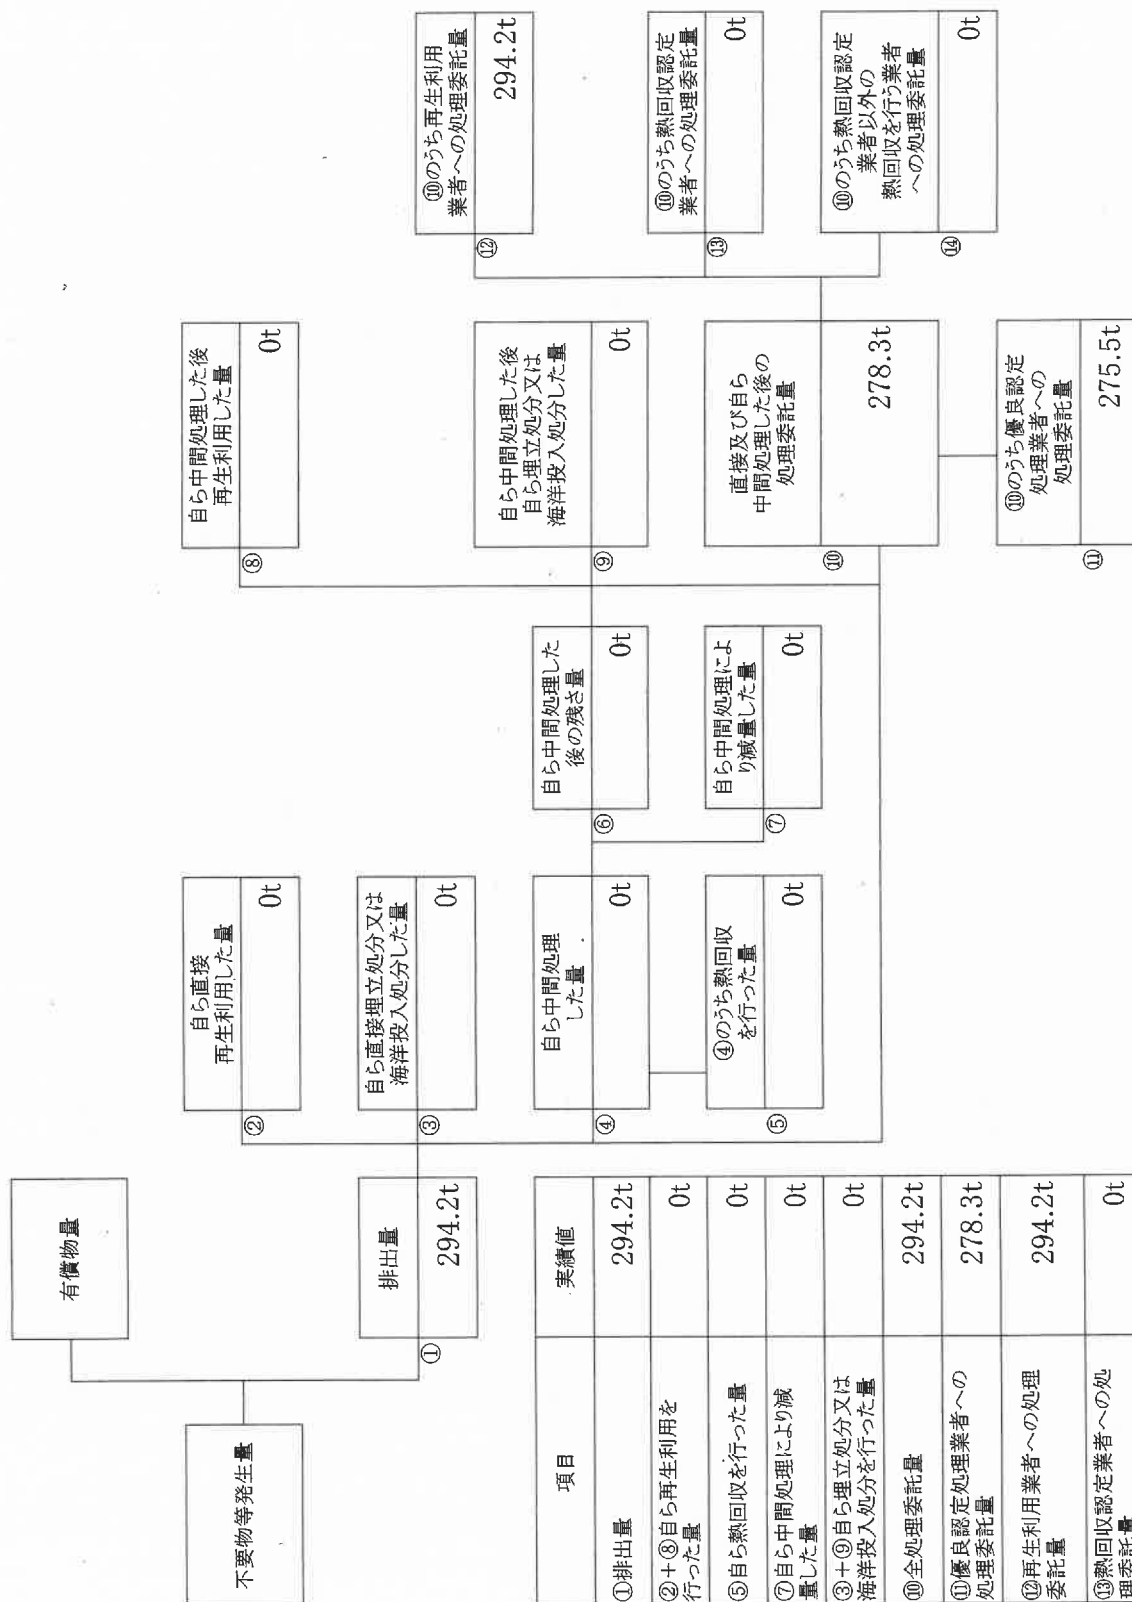 不要物等発生量
有償物量
①
排出量
294.2t
②
自ら直接
再生利用した量
0t
③
自ら直接埋立処分又は
海洋投入処分した量
0t
④
自ら中間処理
した量
0t
⑤
④のうち熱回収
を行った量
0t
⑥
自ら中間処理した
後の残さ量
0t
⑦
自ら中間処理によ
り減量した量
0t
⑧
自ら中間処理した後
再生利用した量
0t
⑨
自ら中間処理した後
自ら埋立処分又は
海洋投入処分した量
0t
⑩
直接及び自ら
中間処理した後の
処理委託量
278.3t
⑪
⑩のうち優良認定
処理業者への
処理委託量
275.5t
⑫
⑩のうち再生利用
業者への処理委託量
294.2t
⑬
⑩のうち熱回収認定
業者への処理委託量
0t
⑭
⑩のうち熱回収認定
業者以外の
熱回収を行う業者
への処理委託量
0t
項目 実績値
①排出量 294.2t
②+⑧自ら再生利用を
行った量 0t
⑤自ら熱回収を行った量 0t
⑦自ら中間処理により減
量した量 0t
③+⑨自ら埋立処分又は
海洋投入処分を行った量 0t
⑩全処理委託量 294.2t
⑪優良認定処理業者への
処理委託量 278.3t
⑫再生利用業者への処理
委託量 294.2t
⑬熱回収認定業者への処
理委託量 0t